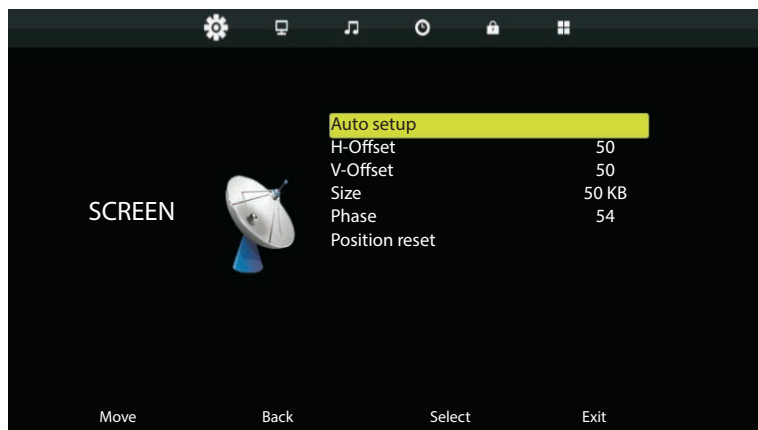 Auto setup
H-Offset 50
V-Offset 50
Size 50 KB
Phase 54
Position reset
SCREEN
Move Back Select Exit